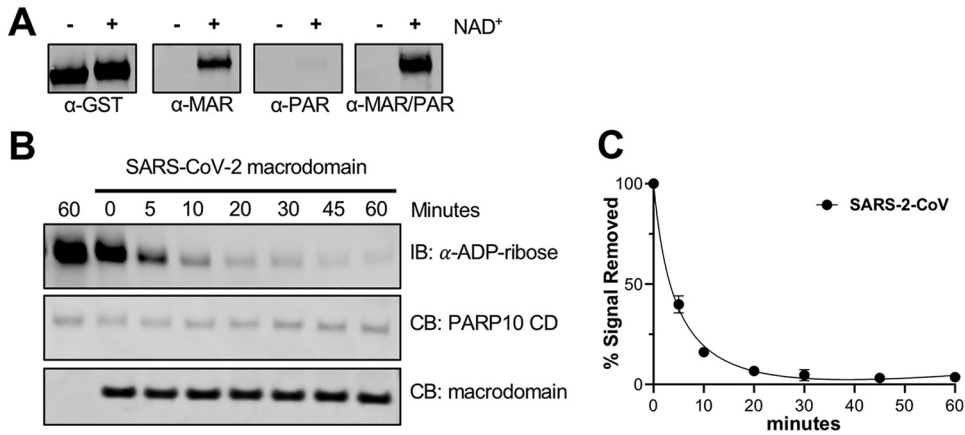 A
- + - + - + - + NAD⁺
α-GST α-MAR α-PAR α-MAR/PAR
B
SARS-CoV-2 macrodomain
60 0 5 10 20 30 45 60 Minutes
IB: α-ADP-ribose
CB: PARP10 CD
CB: macrodomain
C
% Signal Removed
100
50
0
0 10 20 30 40 50 60
minutes
SARS-2-CoV